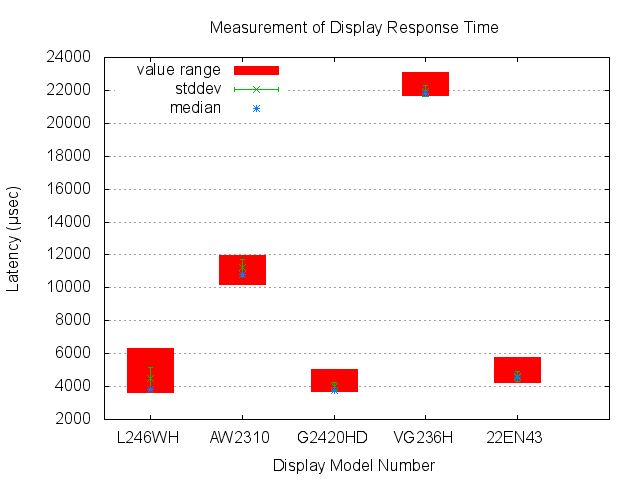 Measurement of Display Response Time
24000
22000
20000
18000
16000
14000
12000
10000
8000
6000
4000
2000
Latency (µsec)
value range
stddev
median
L246WH AW2310 G2420HD VG236H 22EN43
Display Model Number